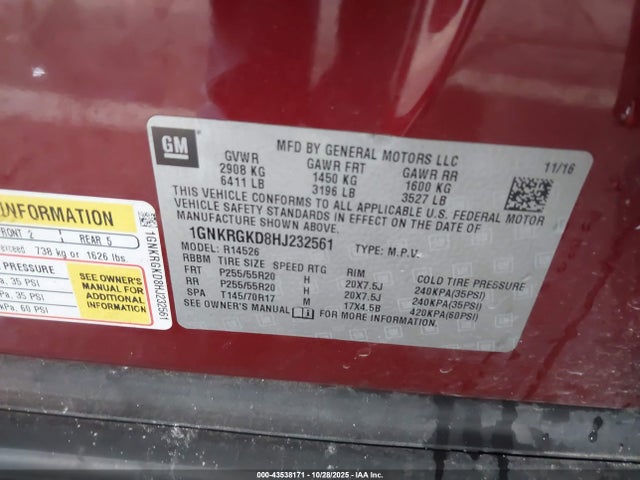 GM
MFD BY GENERAL MOTORS LLC
11/16
GVWR GAWR FRT GAWR RR
2908 KG 1450 KG 1600 KG
6411 LB 3196 LB 3527 LB
THIS VEHICLE CONFORMS TO ALL APPLICABLE U.S. FEDERAL MOTOR
VEHICLE SAFETY STANDARDS IN EFFECT ON THE DATE OF
MANUFACTURE SHOWN ABOVE.
1GNKRGKD8HJ232561 TYPE: M.P.V.
MODEL: R14526
RBBM TIRE SIZE SPEED RTG RIM COLD TIRE PRESSURE
FRT P255/55R20 H 20X7.5J 240KPA(35PSI)
RR P255/55R20 H 20X7.5J 240KPA(35PSI)
SPA T145/70R17 M 17X4.5B 420KPA(60PSI)
SEE OWNER'S MANUAL FOR MORE INFORMATION.
INFORMATION
FRONT 2 REAR 5
exceed 738 kg or 1626 lbs.
PRESSURE
35 PSI
35 PSI
kPa, 60 PSI
SEE OWNER'S
MANUAL FOR
ADDITIONAL
INFORMATION
1GNKRGKD8HJ232561
000-43538171 • 10/28/2025 • IAA Inc.